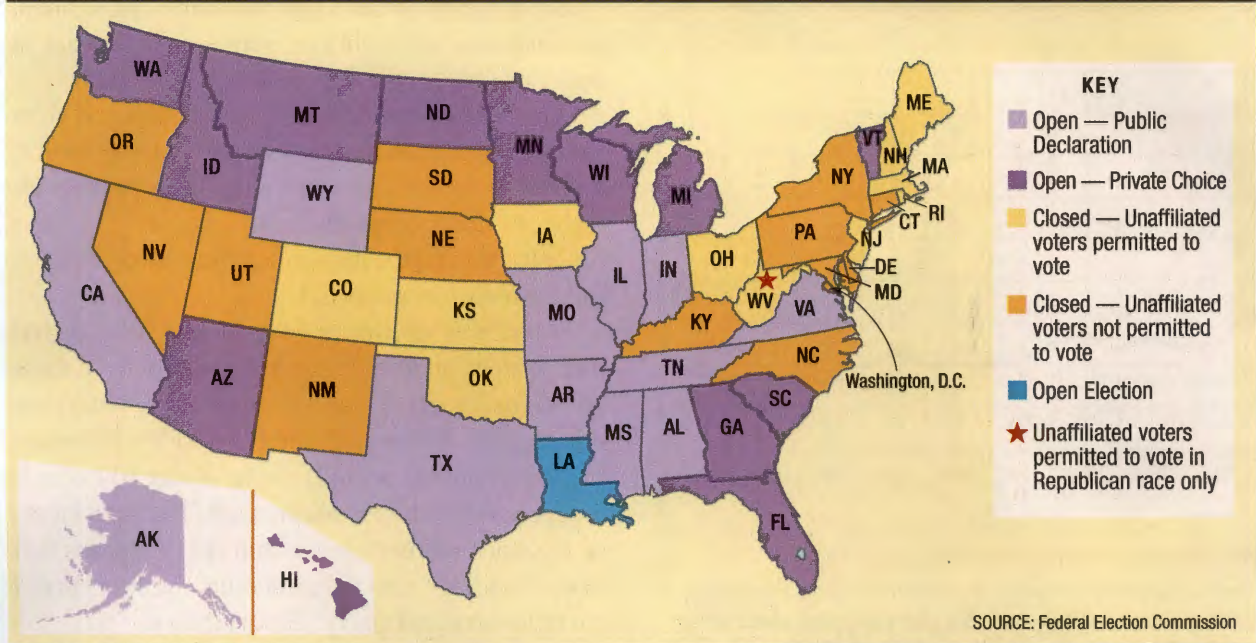 WA
MT
ND
MN
OR
ID
WY
SD
WI
MI
VT
NH
ME
MA
NY
RI
CT
NV
UT
CO
NE
IA
IL
IN
OH
PA
NJ
DE
MD
CA
KS
MO
WV
VA
KY
AZ
NM
OK
AR
TN
NC
Washington, D.C.
SC
TX
LA
MS
AL
GA
FL
AK
HI
KEY
Open — Public
Declaration
Open — Private Choice
Closed — Unaffiliated
voters permitted to
vote
Closed — Unaffiliated
voters not permitted
to vote
Open Election
Unaffiliated voters
permitted to vote in
Republican race only
SOURCE: Federal Election Commission